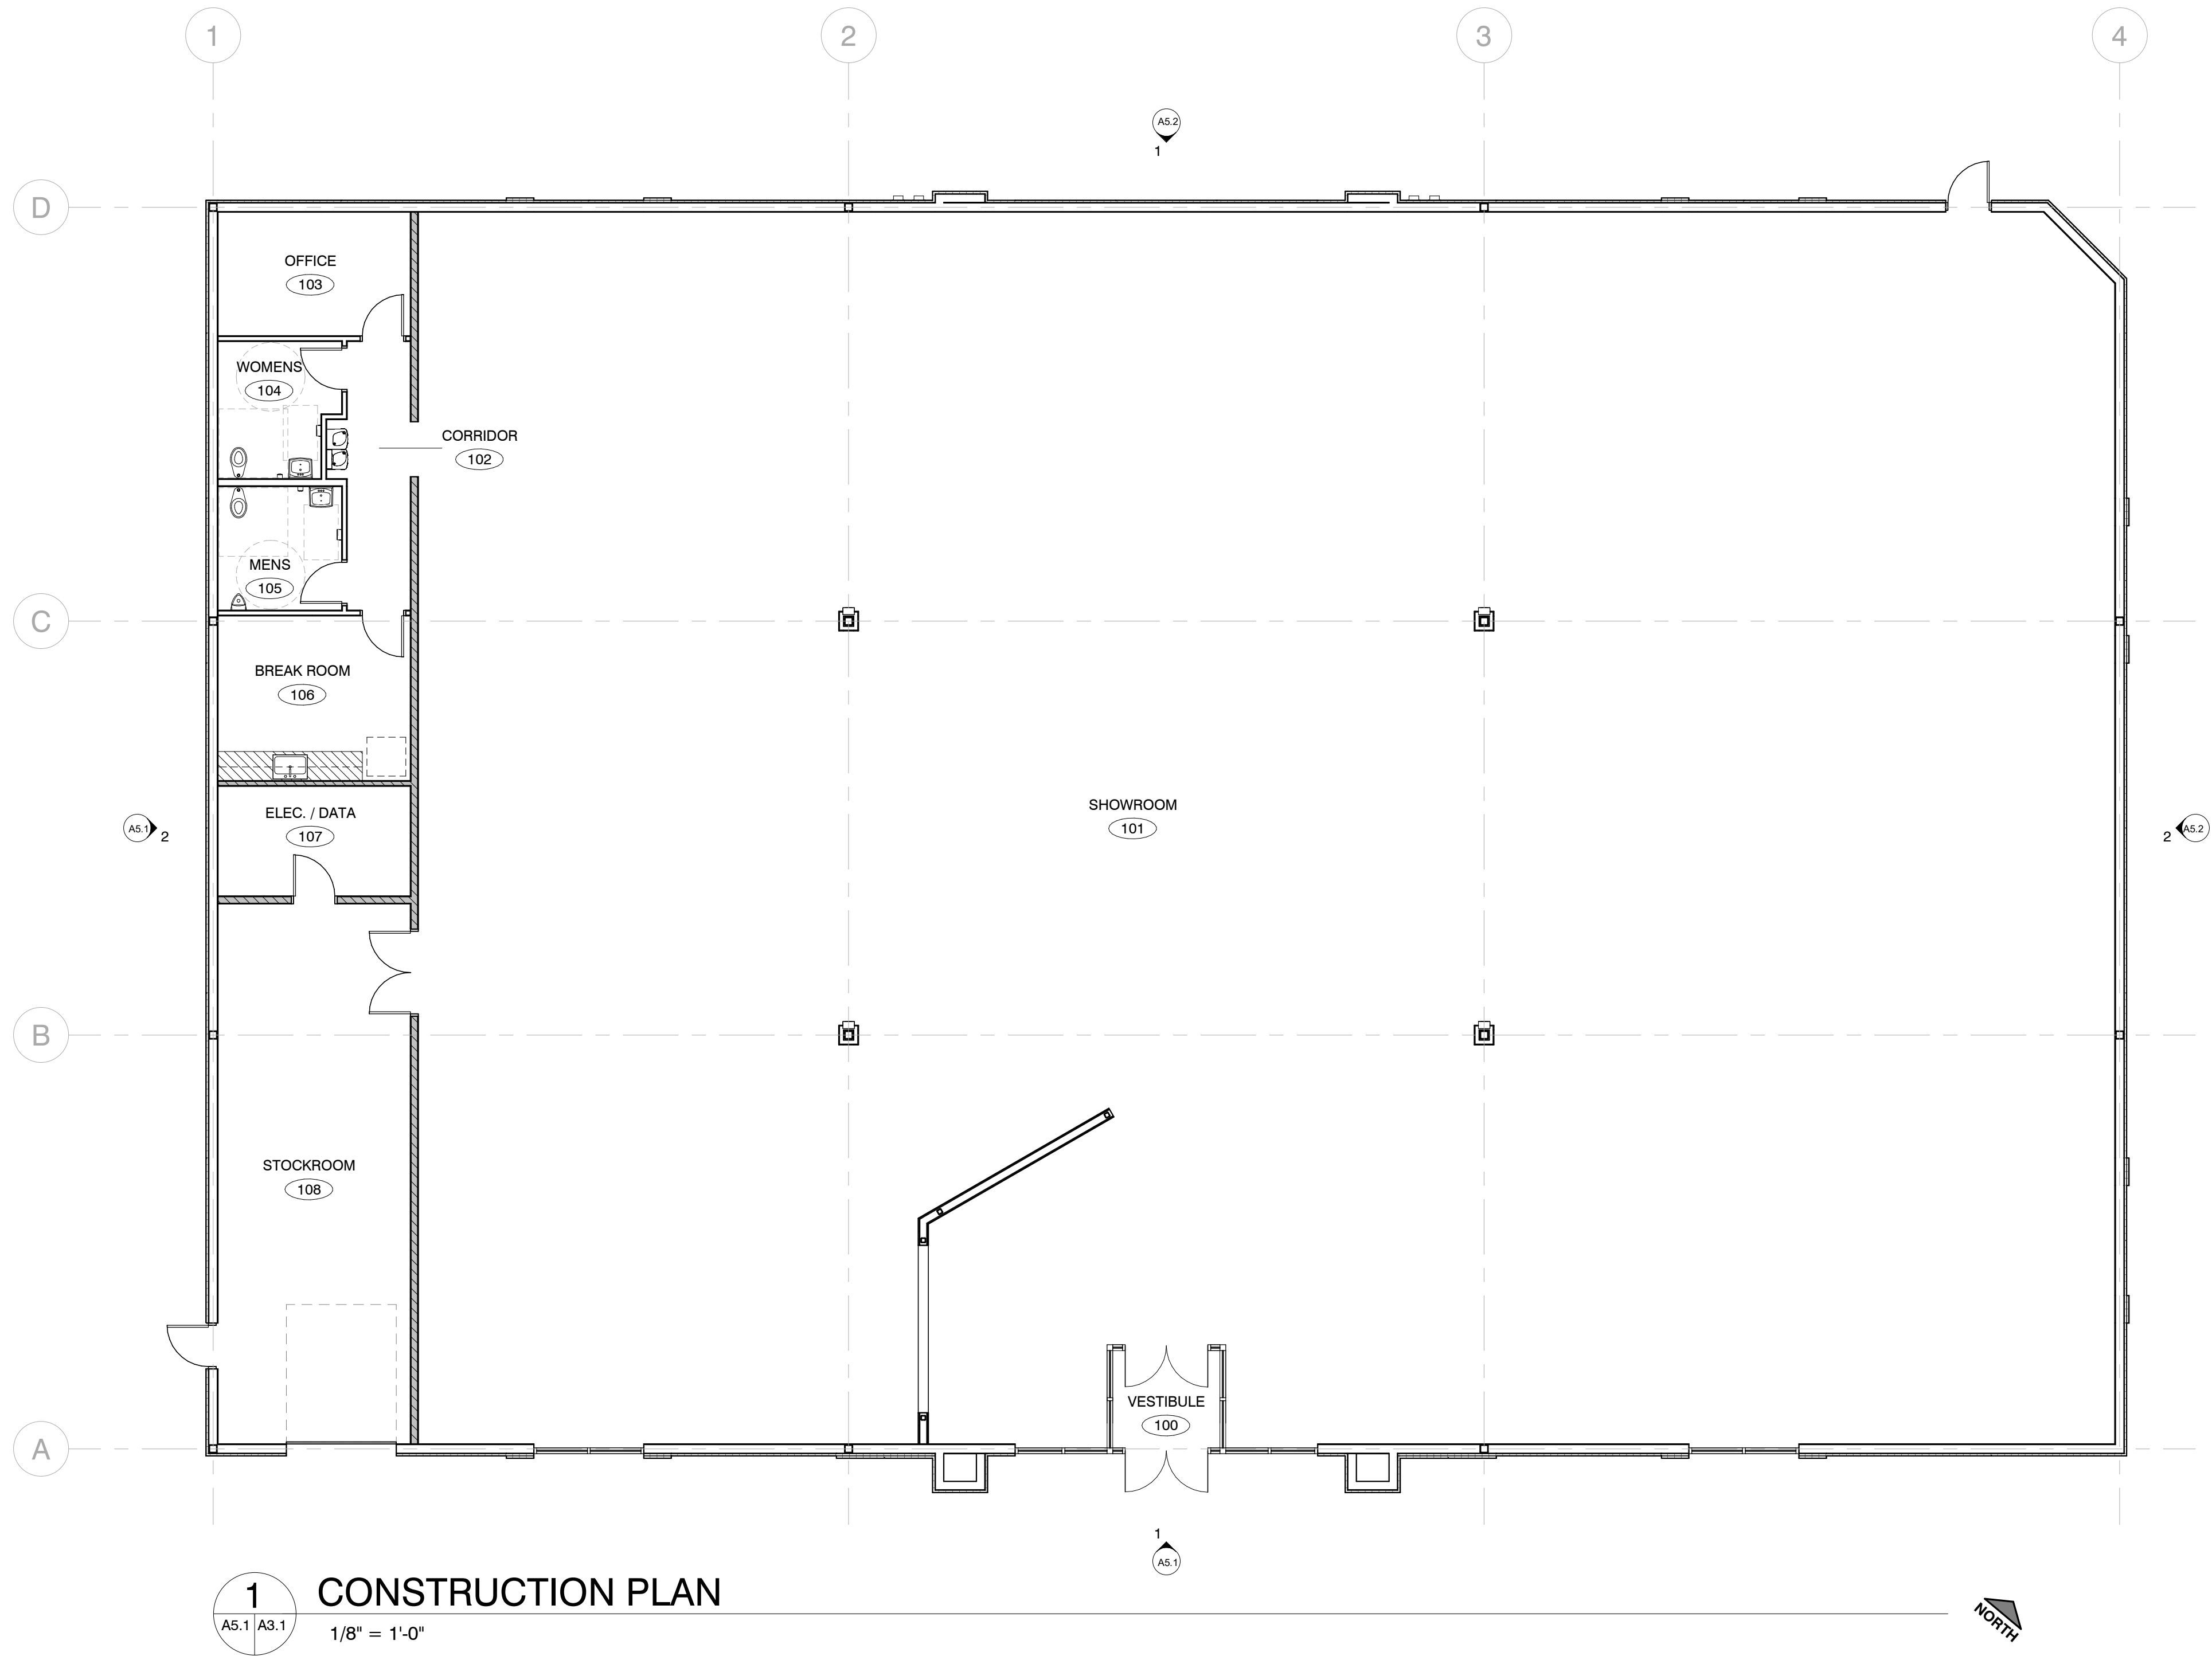 1
2
3
4
A5.2
1
D
OFFICE
103
WOMENS
104
CORRIDOR
102
MENS
105
C
BREAK ROOM
106
SHOWROOM
101
ELEC. / DATA
107
A5.1
2
2
A5.2
B
STOCKROOM
108
VESTIBULE
100
A
1
A5.1
1
A5.1
A3.1
CONSTRUCTION PLAN
1/8" = 1'-0"
NORTH